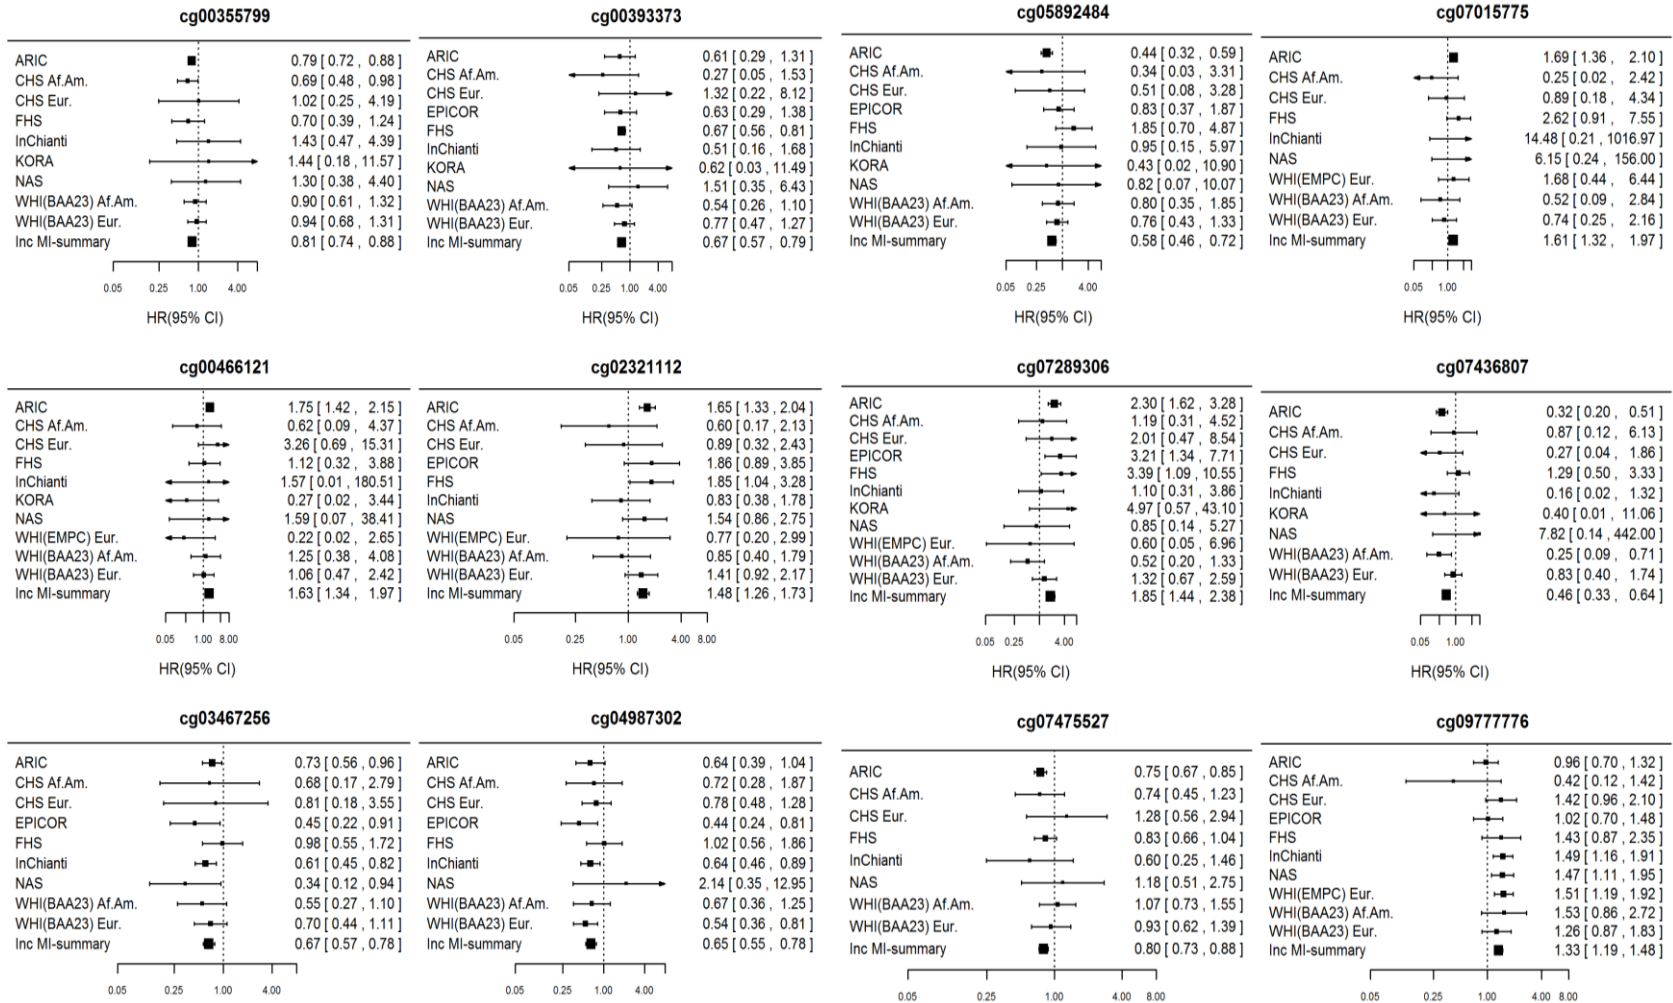 cg00355799
ARIC 0.79 [ 0.72 , 0.88 ]
CHS Af.Am. 0.69 [ 0.48 , 0.98 ]
CHS Eur. 1.02 [ 0.25 , 4.19 ]
FHS 0.70 [ 0.39 , 1.24 ]
InChianti 1.43 [ 0.47 , 4.39 ]
KORA 1.44 [ 0.18 , 11.57 ]
NAS 1.30 [ 0.38 , 4.40 ]
WHI(BAA23) Af.Am. 0.90 [ 0.61 , 1.32 ]
WHI(BAA23) Eur. 0.94 [ 0.68 , 1.31 ]
Inc MI-summary 0.81 [ 0.74 , 0.88 ]
0.05 0.25 1.00 4.00
HR(95% CI)
cg00393373
ARIC 0.61 [ 0.29 , 1.31 ]
CHS Af.Am. 0.27 [ 0.05 , 1.53 ]
CHS Eur. 1.32 [ 0.22 , 8.12 ]
EPICOR 0.63 [ 0.29 , 1.38 ]
FHS 0.67 [ 0.56 , 0.81 ]
InChianti 0.51 [ 0.16 , 1.68 ]
KORA 0.62 [ 0.03 , 11.49 ]
NAS 1.51 [ 0.35 , 6.43 ]
WHI(BAA23) Af.Am. 0.54 [ 0.26 , 1.10 ]
WHI(BAA23) Eur. 0.77 [ 0.47 , 1.27 ]
Inc MI-summary 0.67 [ 0.57 , 0.79 ]
0.05 0.25 1.00 4.00
HR(95% CI)
cg05892484
ARIC 0.44 [ 0.32 , 0.59 ]
CHS Af.Am. 0.34 [ 0.03 , 3.31 ]
CHS Eur. 0.51 [ 0.08 , 3.28 ]
EPICOR 0.83 [ 0.37 , 1.87 ]
FHS 1.85 [ 0.70 , 4.87 ]
InChianti 0.95 [ 0.15 , 5.97 ]
KORA 0.43 [ 0.02 , 10.90 ]
NAS 0.82 [ 0.07 , 10.07 ]
WHI(BAA23) Af.Am. 0.80 [ 0.35 , 1.85 ]
WHI(BAA23) Eur. 0.76 [ 0.43 , 1.33 ]
Inc MI-summary 0.58 [ 0.46 , 0.72 ]
0.05 0.25 4.00
HR(95% CI)
cg07015775
ARIC 1.69 [ 1.36 , 2.10 ]
CHS Af.Am. 0.25 [ 0.02 , 2.42 ]
CHS Eur. 0.89 [ 0.18 , 4.34 ]
FHS 2.62 [ 0.91 , 7.55 ]
InChianti 14.48 [ 0.21 , 1016.97 ]
NAS 6.15 [ 0.24 , 156.00 ]
WHI(EMPC) Eur. 1.68 [ 0.44 , 6.44 ]
WHI(BAA23) Af.Am. 0.52 [ 0.09 , 2.84 ]
WHI(BAA23) Eur. 0.74 [ 0.25 , 2.16 ]
Inc MI-summary 1.61 [ 1.32 , 1.97 ]
0.05 1.00
HR(95% CI)
cg00466121
ARIC 1.75 [ 1.42 , 2.15 ]
CHS Af.Am. 0.62 [ 0.09 , 4.37 ]
CHS Eur. 3.26 [ 0.69 , 15.31 ]
FHS 1.12 [ 0.32 , 3.88 ]
InChianti 1.57 [ 0.01 , 180.51 ]
KORA 0.27 [ 0.02 , 3.44 ]
NAS 1.59 [ 0.07 , 38.41 ]
WHI(EMPC) Eur. 0.22 [ 0.02 , 2.65 ]
WHI(BAA23) Af.Am. 1.25 [ 0.38 , 4.08 ]
WHI(BAA23) Eur. 1.06 [ 0.47 , 2.42 ]
Inc MI-summary 1.63 [ 1.34 , 1.97 ]
0.05 1.00 8.00
HR(95% CI)
cg02321112
ARIC 1.65 [ 1.33 , 2.04 ]
CHS Af.Am. 0.60 [ 0.17 , 2.13 ]
CHS Eur. 0.89 [ 0.32 , 2.43 ]
EPICOR 1.86 [ 0.89 , 3.85 ]
FHS 1.85 [ 1.04 , 3.28 ]
InChianti 0.83 [ 0.38 , 1.78 ]
NAS 1.54 [ 0.86 , 2.75 ]
WHI(EMPC) Eur. 0.77 [ 0.20 , 2.99 ]
WHI(BAA23) Af.Am. 0.85 [ 0.40 , 1.79 ]
WHI(BAA23) Eur. 1.41 [ 0.92 , 2.17 ]
Inc MI-summary 1.48 [ 1.26 , 1.73 ]
0.05 0.25 1.00 4.00 8.00
HR(95% CI)
cg07289306
ARIC 2.30 [ 1.62 , 3.28 ]
CHS Af.Am. 1.19 [ 0.31 , 4.52 ]
CHS Eur. 2.01 [ 0.47 , 8.54 ]
EPICOR 3.21 [ 1.34 , 7.71 ]
FHS 3.39 [ 1.09 , 10.55 ]
InChianti 1.10 [ 0.31 , 3.86 ]
KORA 4.97 [ 0.57 , 43.10 ]
NAS 0.85 [ 0.14 , 5.27 ]
WHI(EMPC) Eur. 0.60 [ 0.05 , 6.96 ]
WHI(BAA23) Af.Am. 0.52 [ 0.20 , 1.33 ]
WHI(BAA23) Eur. 1.32 [ 0.67 , 2.59 ]
Inc MI-summary 1.85 [ 1.44 , 2.38 ]
0.05 0.25 4.00
HR(95% CI)
cg07436807
ARIC 0.32 [ 0.20 , 0.51 ]
CHS Af.Am. 0.87 [ 0.12 , 6.13 ]
CHS Eur. 0.27 [ 0.04 , 1.86 ]
FHS 1.29 [ 0.50 , 3.33 ]
InChianti 0.16 [ 0.02 , 1.32 ]
KORA 0.40 [ 0.01 , 11.06 ]
NAS 7.82 [ 0.14 , 442.00 ]
WHI(BAA23) Af.Am. 0.25 [ 0.09 , 0.71 ]
WHI(BAA23) Eur. 0.83 [ 0.40 , 1.74 ]
Inc MI-summary 0.46 [ 0.33 , 0.64 ]
0.05 1.00
HR(95% CI)
cg03467256
ARIC 0.73 [ 0.56 , 0.96 ]
CHS Af.Am. 0.68 [ 0.17 , 2.79 ]
CHS Eur. 0.81 [ 0.18 , 3.55 ]
EPICOR 0.45 [ 0.22 , 0.91 ]
FHS 0.98 [ 0.55 , 1.72 ]
InChianti 0.61 [ 0.45 , 0.82 ]
NAS 0.34 [ 0.12 , 0.94 ]
WHI(BAA23) Af.Am. 0.55 [ 0.27 , 1.10 ]
WHI(BAA23) Eur. 0.70 [ 0.44 , 1.11 ]
Inc MI-summary 0.67 [ 0.57 , 0.78 ]
0.05 0.25 1.00 4.00
cg04987302
ARIC 0.64 [ 0.39 , 1.04 ]
CHS Af.Am. 0.72 [ 0.28 , 1.87 ]
CHS Eur. 0.78 [ 0.48 , 1.28 ]
EPICOR 0.44 [ 0.24 , 0.81 ]
FHS 1.02 [ 0.56 , 1.86 ]
InChianti 0.64 [ 0.46 , 0.89 ]
NAS 2.14 [ 0.35 , 12.95 ]
WHI(BAA23) Af.Am. 0.67 [ 0.36 , 1.25 ]
WHI(BAA23) Eur. 0.54 [ 0.36 , 0.81 ]
Inc MI-summary 0.65 [ 0.55 , 0.78 ]
0.05 0.25 1.00 4.00
cg07475527
ARIC 0.75 [ 0.67 , 0.85 ]
CHS Af.Am. 0.74 [ 0.45 , 1.23 ]
CHS Eur. 1.28 [ 0.56 , 2.94 ]
FHS 0.83 [ 0.66 , 1.04 ]
InChianti 0.60 [ 0.25 , 1.46 ]
NAS 1.18 [ 0.51 , 2.75 ]
WHI(BAA23) Af.Am. 1.07 [ 0.73 , 1.55 ]
WHI(BAA23) Eur. 0.93 [ 0.62 , 1.39 ]
Inc MI-summary 0.80 [ 0.73 , 0.88 ]
0.05 0.25 1.00 4.00 8.00
cg09777776
ARIC 0.96 [ 0.70 , 1.32 ]
CHS Af.Am. 0.42 [ 0.12 , 1.42 ]
CHS Eur. 1.42 [ 0.96 , 2.10 ]
EPICOR 1.02 [ 0.70 , 1.48 ]
FHS 1.43 [ 0.87 , 2.35 ]
InChianti 1.49 [ 1.16 , 1.91 ]
NAS 1.47 [ 1.11 , 1.95 ]
WHI(EMPC) Eur. 1.51 [ 1.19 , 1.92 ]
WHI(BAA23) Af.Am. 1.53 [ 0.86 , 2.72 ]
WHI(BAA23) Eur. 1.26 [ 0.87 , 1.83 ]
Inc MI-summary 1.33 [ 1.19 , 1.48 ]
0.05 0.25 1.00 4.00 8.00